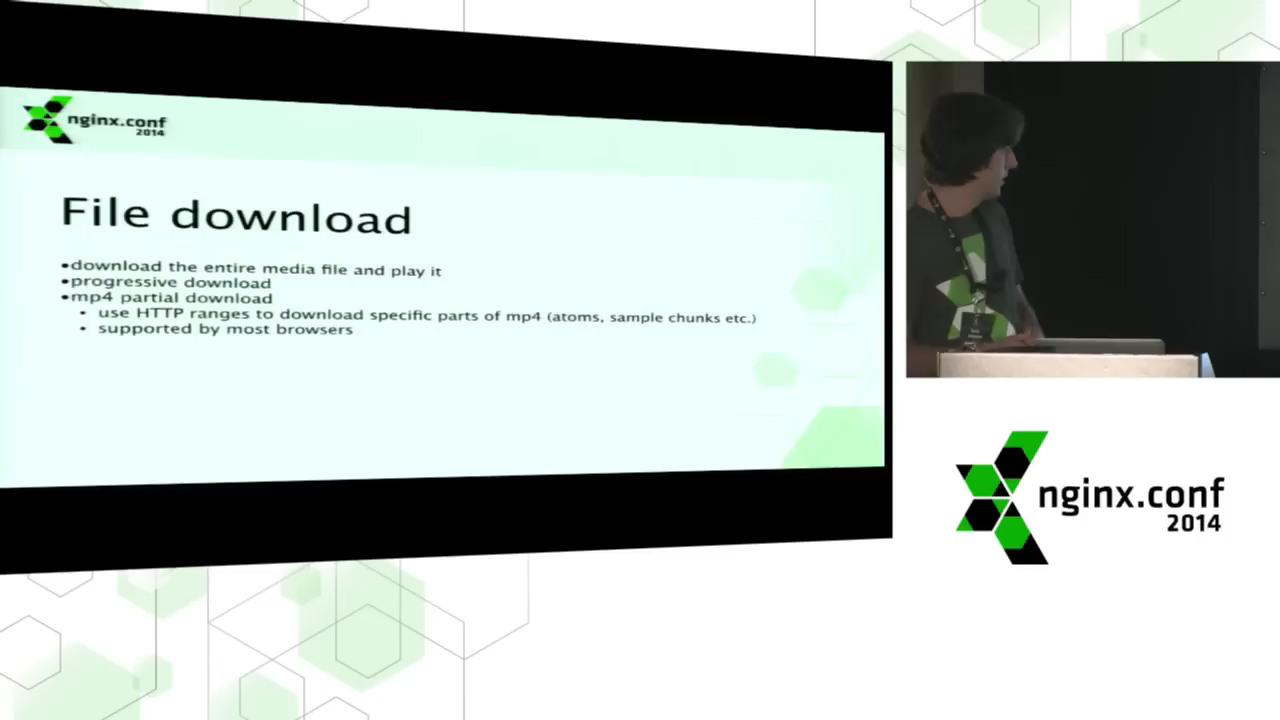 nginx.conf
2014
File download
•download the entire media file and play it
•progressive download
•mp4 partial download
• use HTTP ranges to download specific parts of mp4 (atoms, sample chunks etc.)
• supported by most browsers
nginx.conf
2014